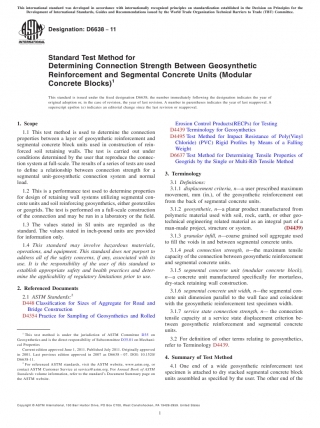 This international standard was developed in accordance with internationally recognized principles on standardization established in the Decision on Principles for the
Development of International Standards, Guides and Recommendations issued by the World Trade Organization Technical Barriers to Trade (TBT) Committee.
Designation: D6638 − 11
Standard Test Method for
Determining Connection Strength Between Geosynthetic
Reinforcement and Segmental Concrete Units (Modular
Concrete Blocks)1
This standard is issued under the fixed designation D6638; the number immediately following the designation indicates the year of
original adoption or, in the case of revision, the year of last revision. A number in parentheses indicates the year of last reapproval. A
superscript epsilon (ε) indicates an editorial change since the last revision or reapproval.
1. Scope
1.1 This test method is used to determine the connection
properties between a layer of geosynthetic reinforcement and
segmental concrete block units used in construction of rein-
forced soil retaining walls. The test is carried out under
conditions determined by the user that reproduce the connec-
tion system at full-scale. The results of a series of tests are used
to define a relationship between connection strength for a
segmental unit-geosynthetic connection system and normal
load.
1.2 This is a performance test used to determine properties
for design of retaining wall systems utilizing segmental con-
crete units and soil reinforcing geosynthetics, either geotextiles
or geogrids. The test is performed on a full-scale construction
of the connection and may be run in a laboratory or the field.
1.3 The values stated in SI units are regarded as the
standard. The values stated in inch-pound units are provided
for information only.
1.4 This standard may involve hazardous materials,
operations, and equipment. This standard does not purport to
address all of the safety concerns, if any, associated with its
use. It is the responsibility of the user of this standard to
establish appropriate safety and health practices and deter-
mine the applicability of regulatory limitations prior to use.
2. Referenced Documents
2.1 ASTM Standards:2
D448 Classification for Sizes of Aggregate for Road and
Bridge Construction
D4354 Practice for Sampling of Geosynthetics and Rolled
1 This test method is under the jurisdiction of ASTM Committee D35 on
Geosynthetics and is the direct responsibility of Subcommittee D35.01 on Mechani-
cal Properties.
Current edition approved June 1, 2011. Published July 2011. Originally approved
in 2001. Last previous edition approved in 2007 as D6638 – 07. DOI: 10.1520/
D6638-11.
2 For referenced ASTM standards, visit the ASTM website, www.astm.org, or
contact ASTM Customer Service at service@astm.org. For Annual Book of ASTM
Standards volume information, refer to the standard's Document Summary page on
the ASTM website.
Erosion Control Products(RECPs) for Testing
D4439 Terminology for Geosynthetics
D4495 Test Method for Impact Resistance of Poly(Vinyl
Chloride) (PVC) Rigid Profiles by Means of a Falling
Weight
D6637 Test Method for Determining Tensile Properties of
Geogrids by the Single or Multi-Rib Tensile Method
3. Terminology
3.1 Definitions:
3.1.1 displacement criteria, n—a user prescribed maximum
movement, mm (in.), of the geosynthetic reinforcement out
from the back of segmental concrete units.
3.1.2 geosynthetic, n—a planar product manufactured from
polymeric material used with soil, rock, earth, or other geo-
technical engineering related material as an integral part of a
man-made project, structure or system. (D4439)
3.1.3 granular infill, n—coarse grained soil aggregate used
to fill the voids in and between segmental concrete units.
3.1.4 peak connection strength, n—the maximum tensile
capacity of the connection between geosynthetic reinforcement
and segmental concrete units.
3.1.5 segmental concrete unit (modular concrete block),
n—a concrete unit manufactured specifically for mortarless,
dry-stack retaining wall construction.
3.1.6 segmental concrete unit width, n—the segmental con-
crete unit dimension parallel to the wall face and coincident
with the geosynthetic reinforcement test specimen width.
3.1.7 service state connection strength, n— the connection
tensile capacity at a service state displacement criterion be-
tween geosynthetic reinforcement and segmental concrete
units.
3.2 For definition of other terms relating to geosynthetics,
refer to Terminology D4439.
4. Summary of Test Method
4.1 One end of a wide geosynthetic reinforcement test
specimen is attached to dry stacked segmental concrete block
units assembled as specified by the user. The other end of the
Copyright © ASTM International, 100 Barr Harbor Drive, PO Box C700, West Conshohocken, PA 19428-2959. United States
1